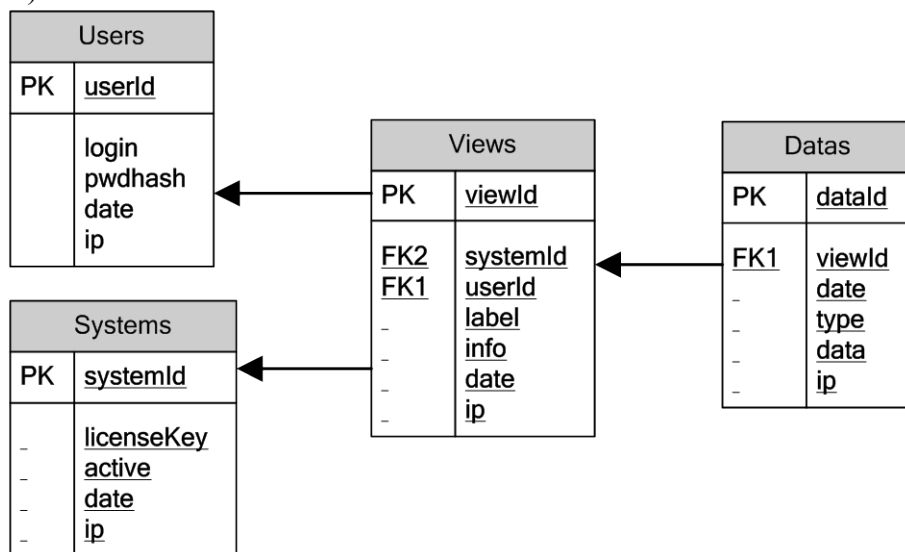 Users
PK userId
login
pwdhash
date
ip
Systems
PK systemId
_ licenseKey
_ active
_ date
_ ip
Views
PK viewId
FK2 systemId
FK1 userId
_ label
_ info
_ date
_ ip
Datas
PK dataId
FK1 viewId
_ date
_ type
_ data
_ ip